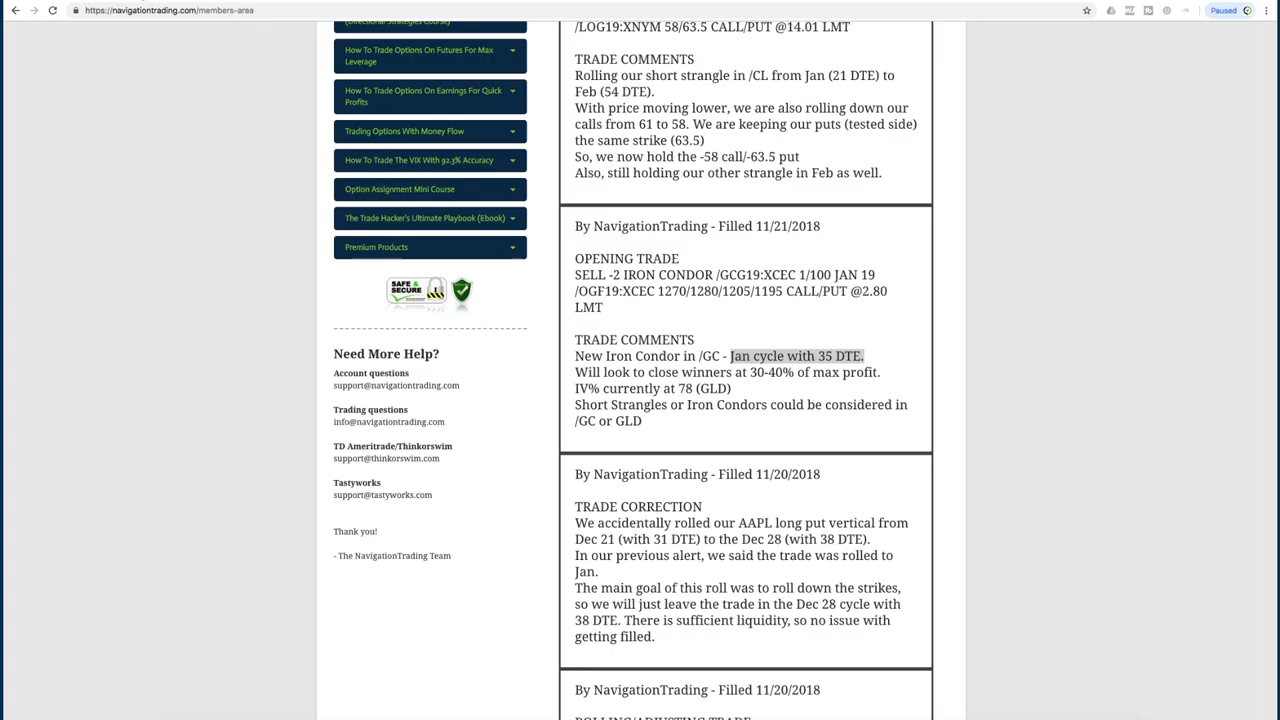 https://navigationtrading.com/members-area
Paused
(Directional Strategies Course)
How To Trade Options On Futures For Max
Leverage
How To Trade Options On Earnings For Quick
Profits
Trading Options With Money Flow
How To Trade The VIX With 92.3% Accuracy
Option Assignment Mini Course
The Trade Hacker's Ultimate Playbook (Ebook)
Premium Products
SAFE &
SECURE
Need More Help?
Account questions
support@navigationtrading.com
Trading questions
info@navigationtrading.com
TD Ameritrade/Thinkorswim
support@thinkorswim.com
Tastyworks
support@tastyworks.com
Thank you!
- The NavigationTrading Team
/LOG19:XNYM 58/63.5 CALL/PUT @14.01 LMT
TRADE COMMENTS
Rolling our short strangle in /CL from Jan (21 DTE) to
Feb (54 DTE).
With price moving lower, we are also rolling down our
calls from 61 to 58. We are keeping our puts (tested side)
the same strike (63.5)
So, we now hold the -58 call/-63.5 put
Also, still holding our other strangle in Feb as well.
By NavigationTrading - Filled 11/21/2018
OPENING TRADE
SELL -2 IRON CONDOR /GCG19:XCEC 1/100 JAN 19
/OGF19:XCEC 1270/1280/1205/1195 CALL/PUT @2.80
LMT
TRADE COMMENTS
New Iron Condor in /GC - Jan cycle with 35 DTE.
Will look to close winners at 30-40% of max profit.
IV% currently at 78 (GLD)
Short Strangles or Iron Condors could be considered in
/GC or GLD
By NavigationTrading - Filled 11/20/2018
TRADE CORRECTION
We accidentally rolled our AAPL long put vertical from
Dec 21 (with 31 DTE) to the Dec 28 (with 38 DTE).
In our previous alert, we said the trade was rolled to
Jan.
The main goal of this roll was to roll down the strikes,
so we will just leave the trade in the Dec 28 cycle with
38 DTE. There is sufficient liquidity, so no issue with
getting filled.
By NavigationTrading - Filled 11/20/2018
ROLLING/ADJUSTING TRADE